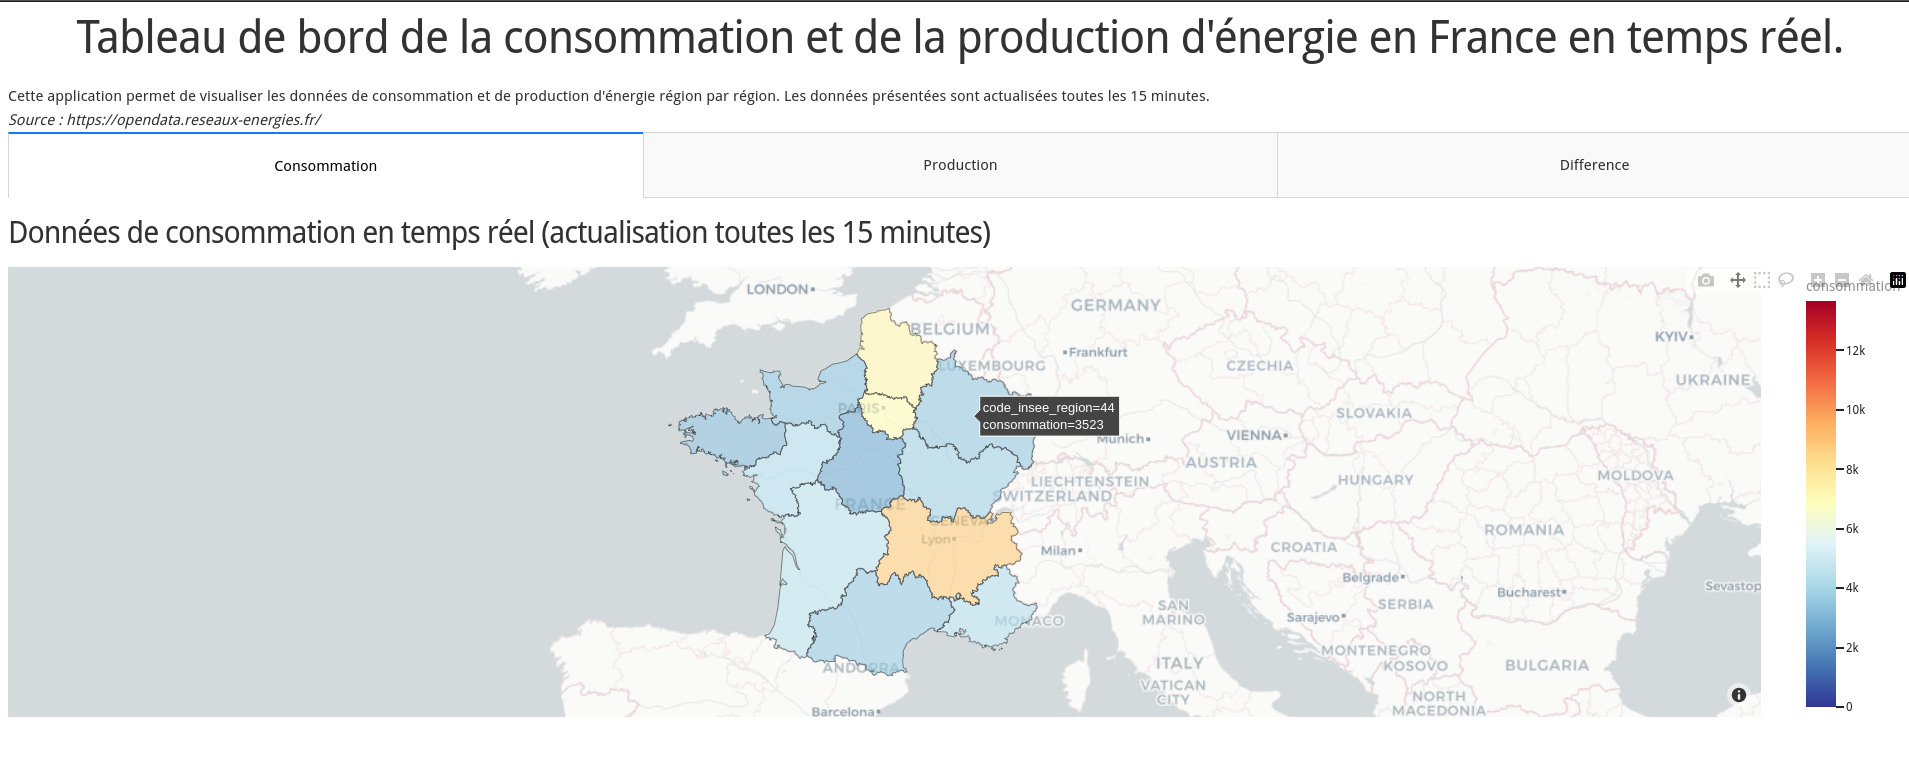 Tableau de bord de la consommation et de la production d'énergie en France en temps réel.
Cette application permet de visualiser les données de consommation et de production d'énergie région par région. Les données présentées sont actualisées toutes les 15 minutes.
Source : https://opendata.reseaux-energies.fr/
Consommation
Production
Difference
Données de consommation en temps réel (actualisation toutes les 15 minutes)
consommation
LONDON
GERMANY
BELGIUM
KYIV
Frankfurt
LUXEMBOURG
CZECHIA
UKRAINE
PARIS
code_insee_region=44
consommation=3523
SLOVAKIA
Munich
VIENNA
AUSTRIA
LIECHTENSTEIN
SWITZERLAND
HUNGARY
MOLDOVA
FRANCE
GENEVA
Lyon
Milan
CROATIA
ROMANIA
Belgrade
Bucharest
Sevastop
SAN
MARINO
MONACO
SERBIA
Sarajevo
MONTENEGRO
KOSOVO
BULGARIA
ANDORRA
ITALY
VATICAN
CITY
NORTH
MACEDONIA
Barcelona
12k
10k
8k
6k
4k
2k
0